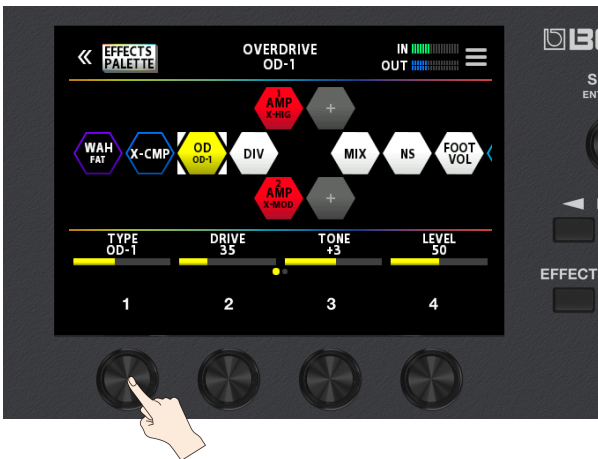 EFFECTS
PALETTE
OVERDRIVE
OD-1
IN
OUT
1
AMP
X-HIG
+
WAH
FAT
X-CMP
OD
OD-1
DIV
MIX
NS
FOOT
VOL
2
AMP
X-MOD
+
TYPE
OD-1
DRIVE
35
TONE
+3
LEVEL
50
1
2
3
4
EFFECT